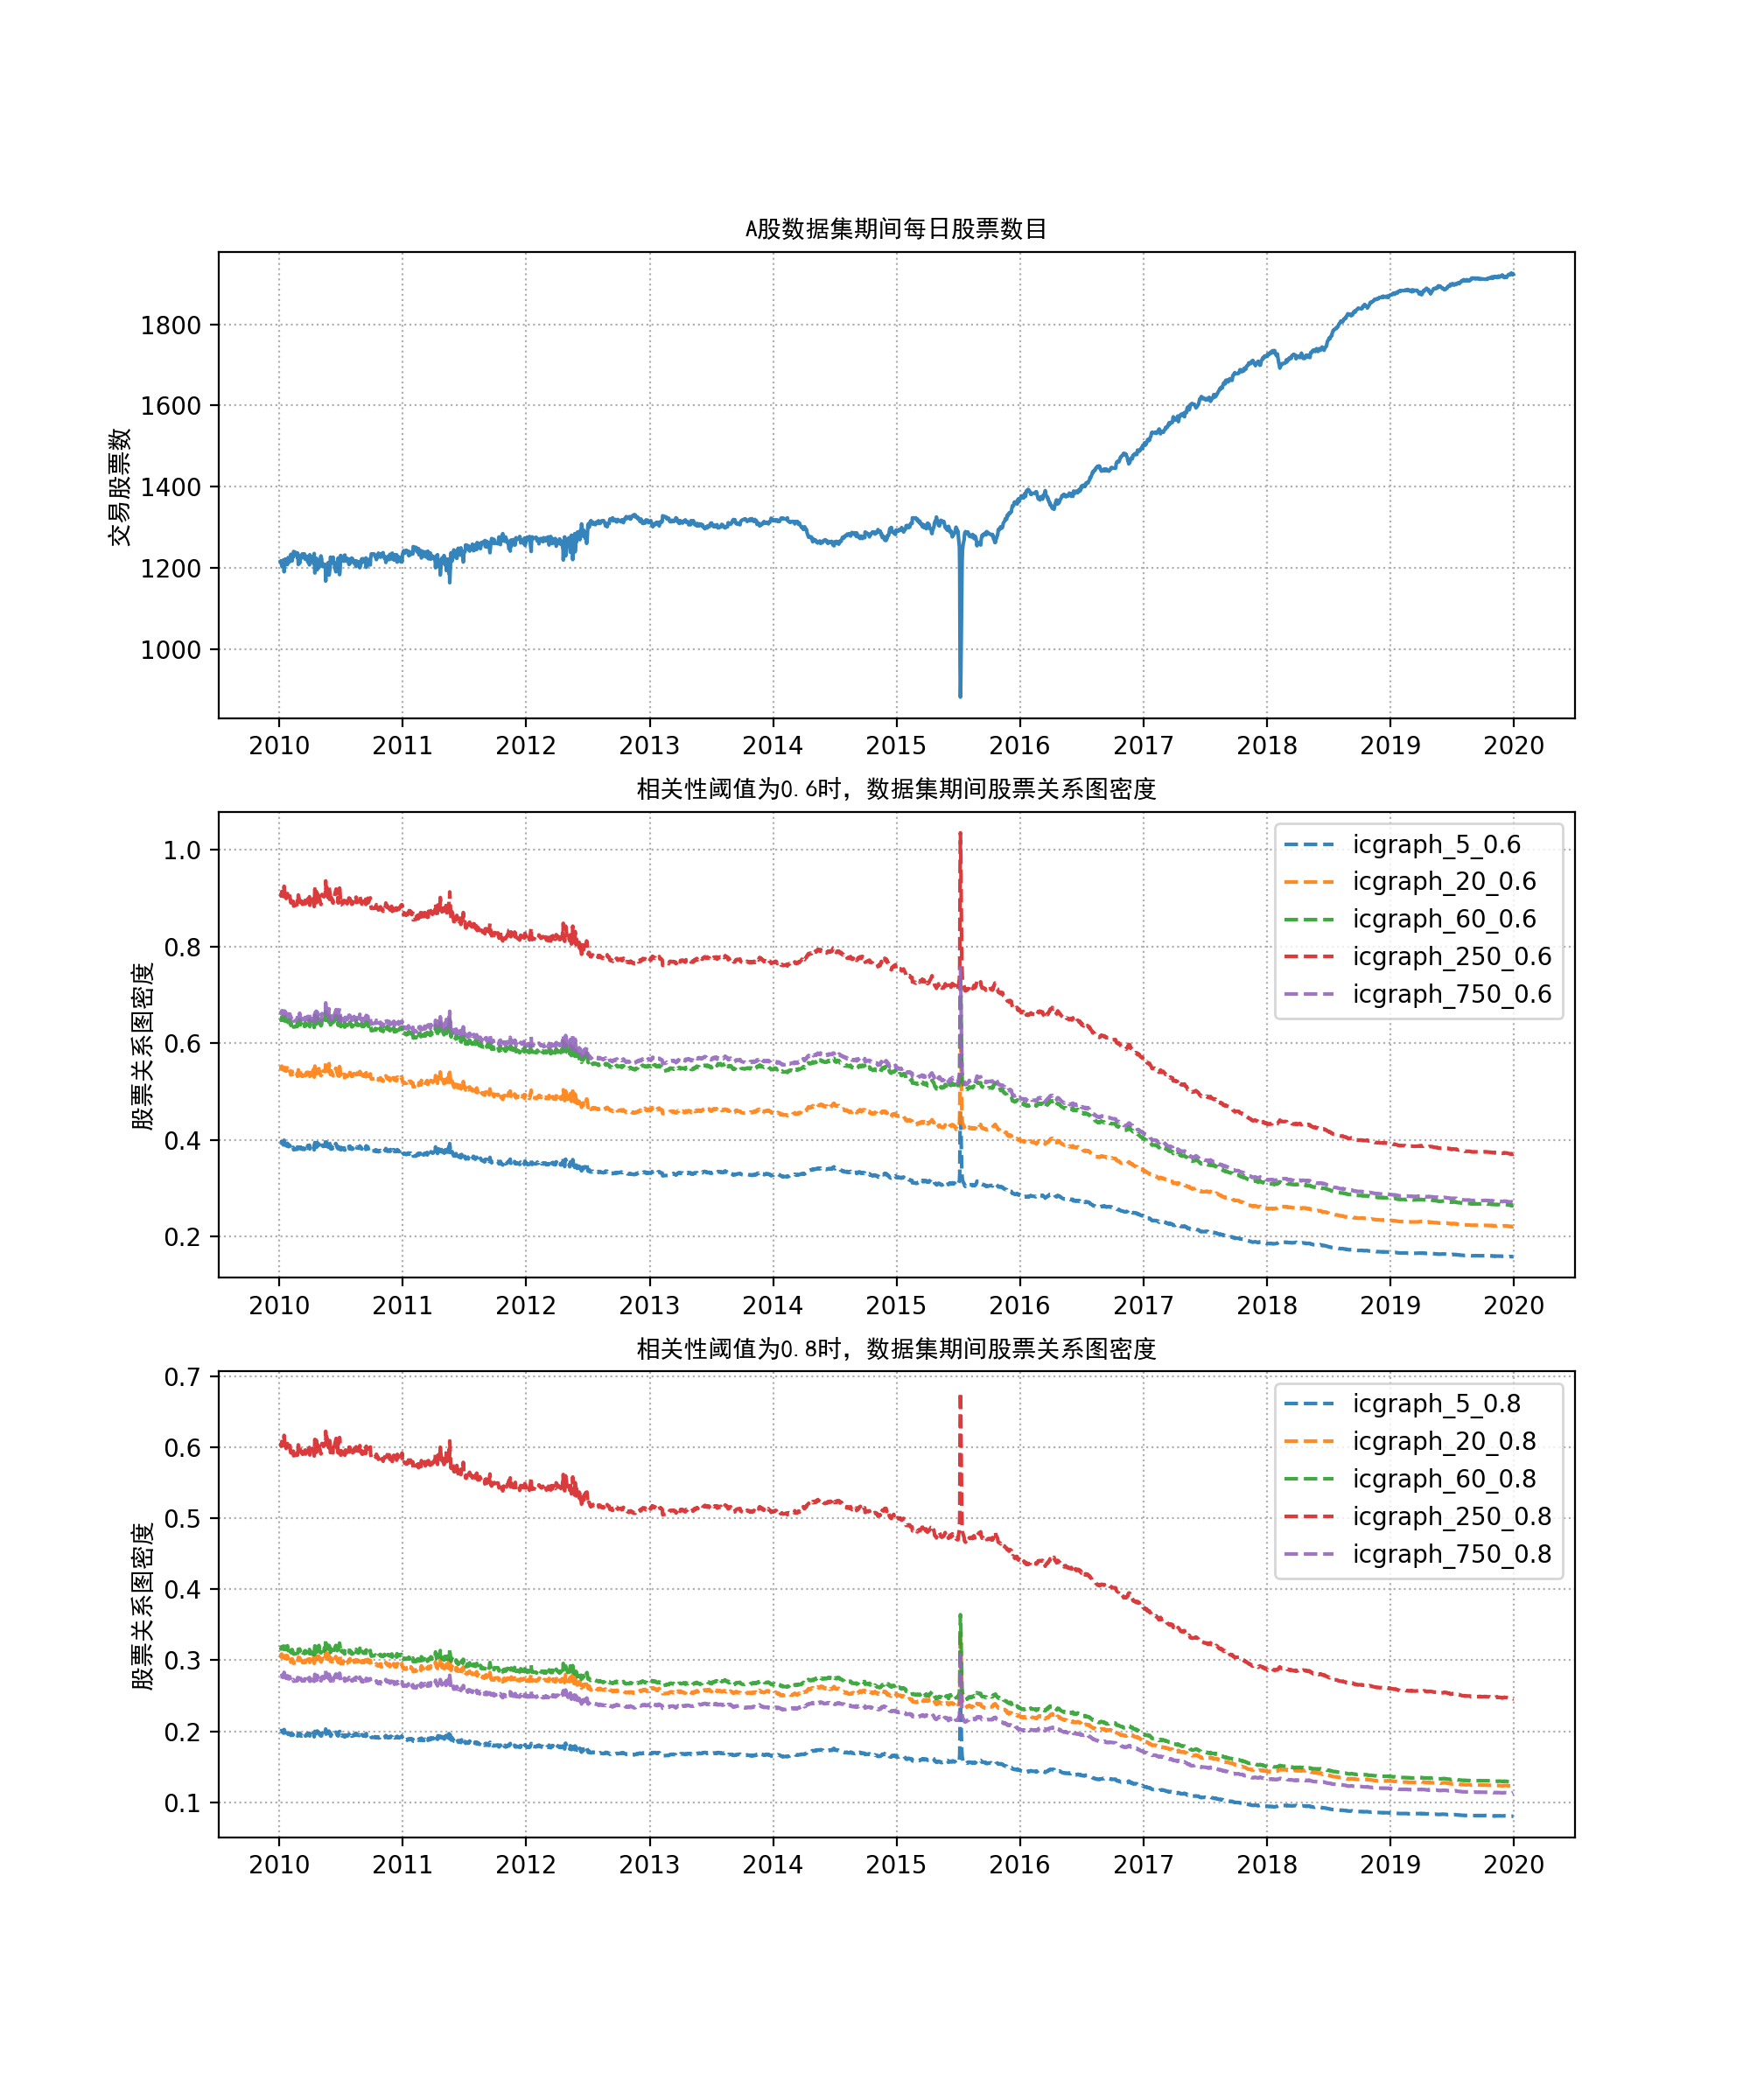 A股数据集期间每日股票数目
交易股票数
1800
1600
1400
1200
1000
2010 2011 2012 2013 2014 2015 2016 2017 2018 2019 2020
相关性阈值为0.6时，数据集期间股票关系图密度
股票关系图密度
1.0
0.8
0.6
0.4
0.2
icgraph_5_0.6
icgraph_20_0.6
icgraph_60_0.6
icgraph_250_0.6
icgraph_750_0.6
2010 2011 2012 2013 2014 2015 2016 2017 2018 2019 2020
相关性阈值为0.8时，数据集期间股票关系图密度
股票关系图密度
0.7
0.6
0.5
0.4
0.3
0.2
0.1
icgraph_5_0.8
icgraph_20_0.8
icgraph_60_0.8
icgraph_250_0.8
icgraph_750_0.8
2010 2011 2012 2013 2014 2015 2016 2017 2018 2019 2020